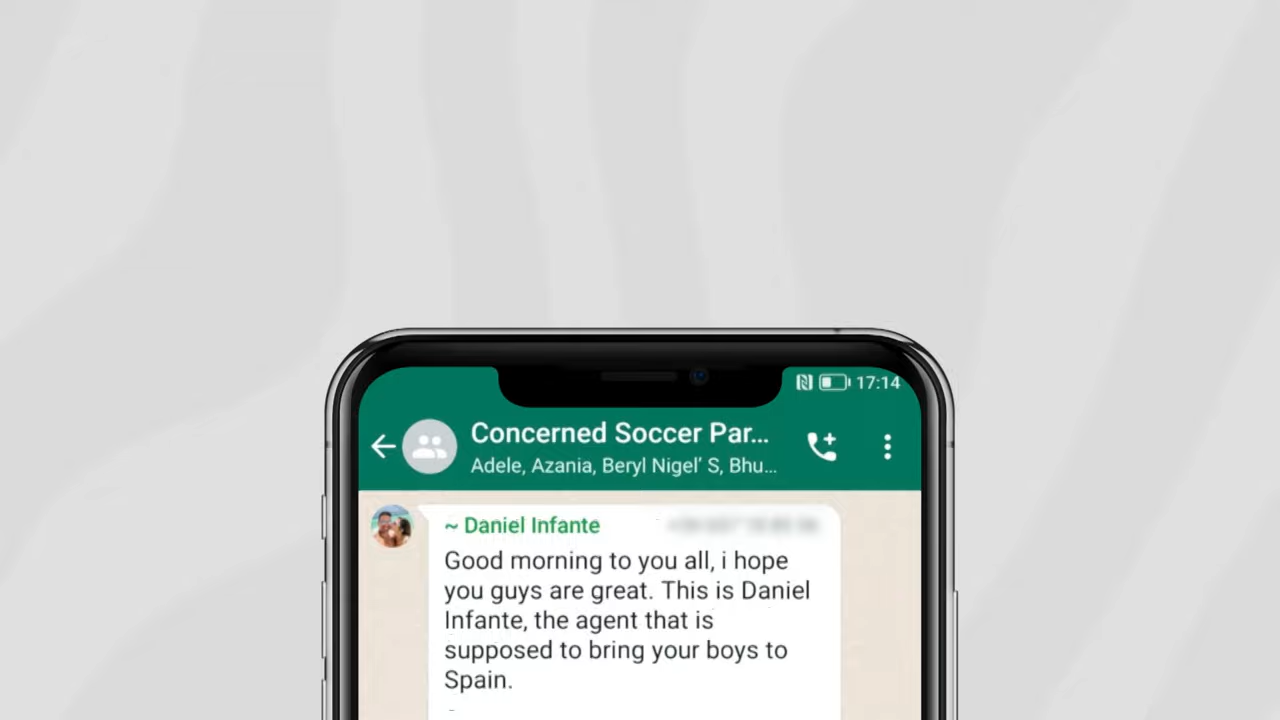 17:14
Concerned Soccer Par...
Adele, Azania, Beryl Nigel' S, Bhu...
~ Daniel Infante
Good morning to you all, i hope
you guys are great. This is Daniel
Infante, the agent that is
supposed to bring your boys to
Spain.